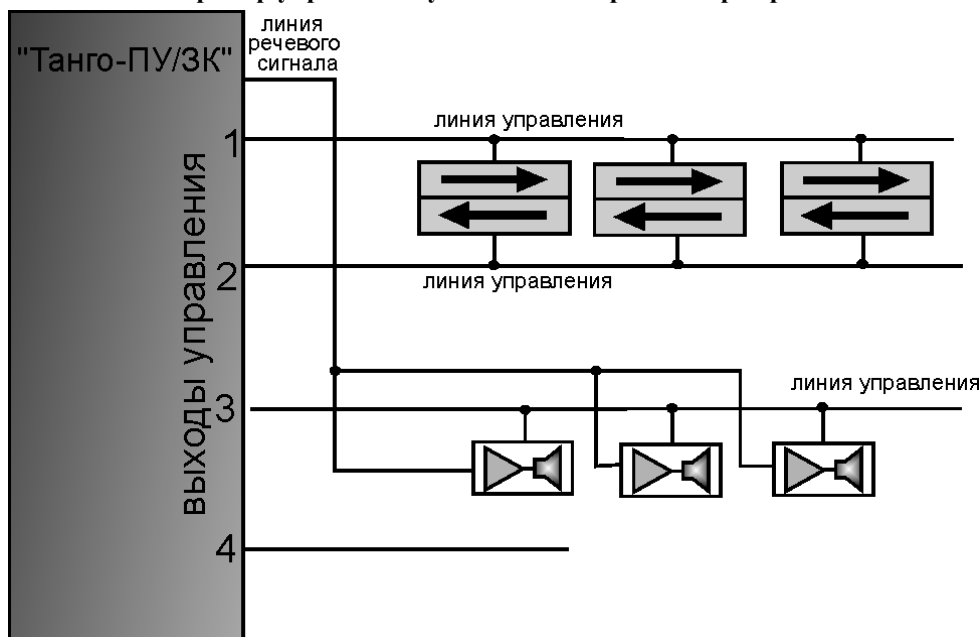 "Танго-ПУ/ЗК"
линия
речевого
сигнала
выходы управления
1
линия управления
2
линия управления
3
линия управления
4